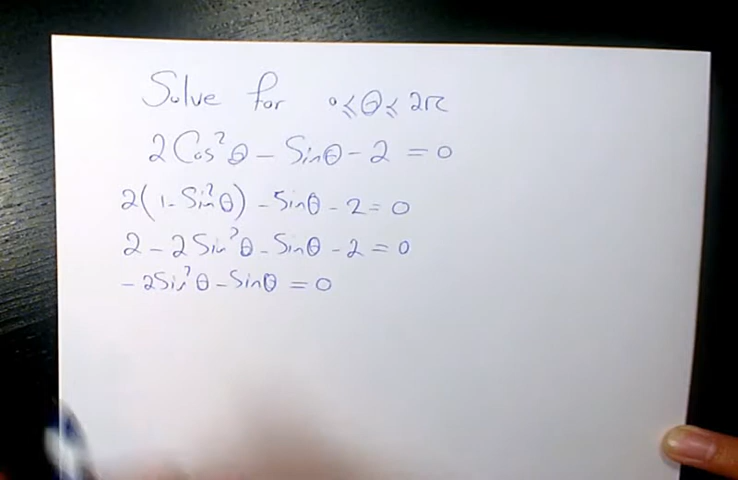 Solve for 0 ⩽ θ ⩽ 2π
2Cos²θ - Sinθ - 2 = 0
2(1 - Sin²θ) - Sinθ - 2 = 0
2 - 2Sin²θ - Sinθ - 2 = 0
- 2Sin²θ - Sinθ = 0